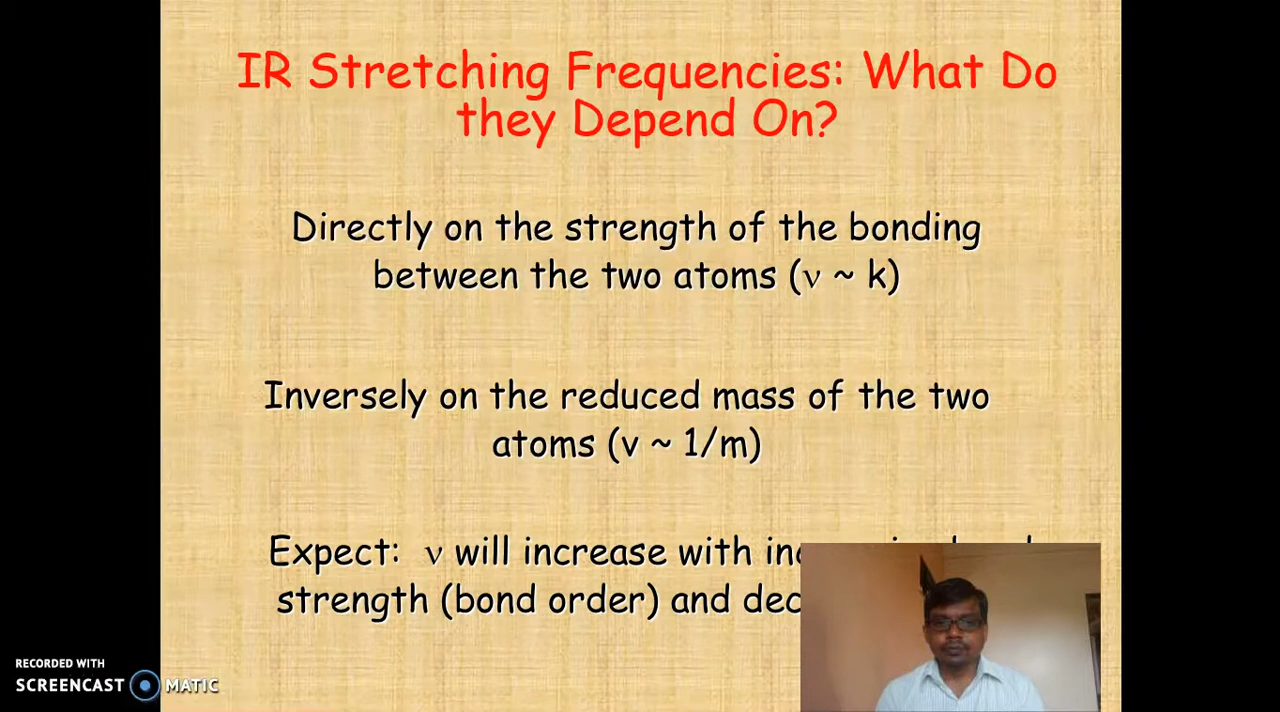 IR Stretching Frequencies: What Do
they Depend On?
Directly on the strength of the bonding
between the two atoms (ν ~ k)
Inversely on the reduced mass of the two
atoms (v ~ 1/m)
Expect: ν will increase with
strength (bond order) and
RECORDED WITH
SCREENCAST MATIC